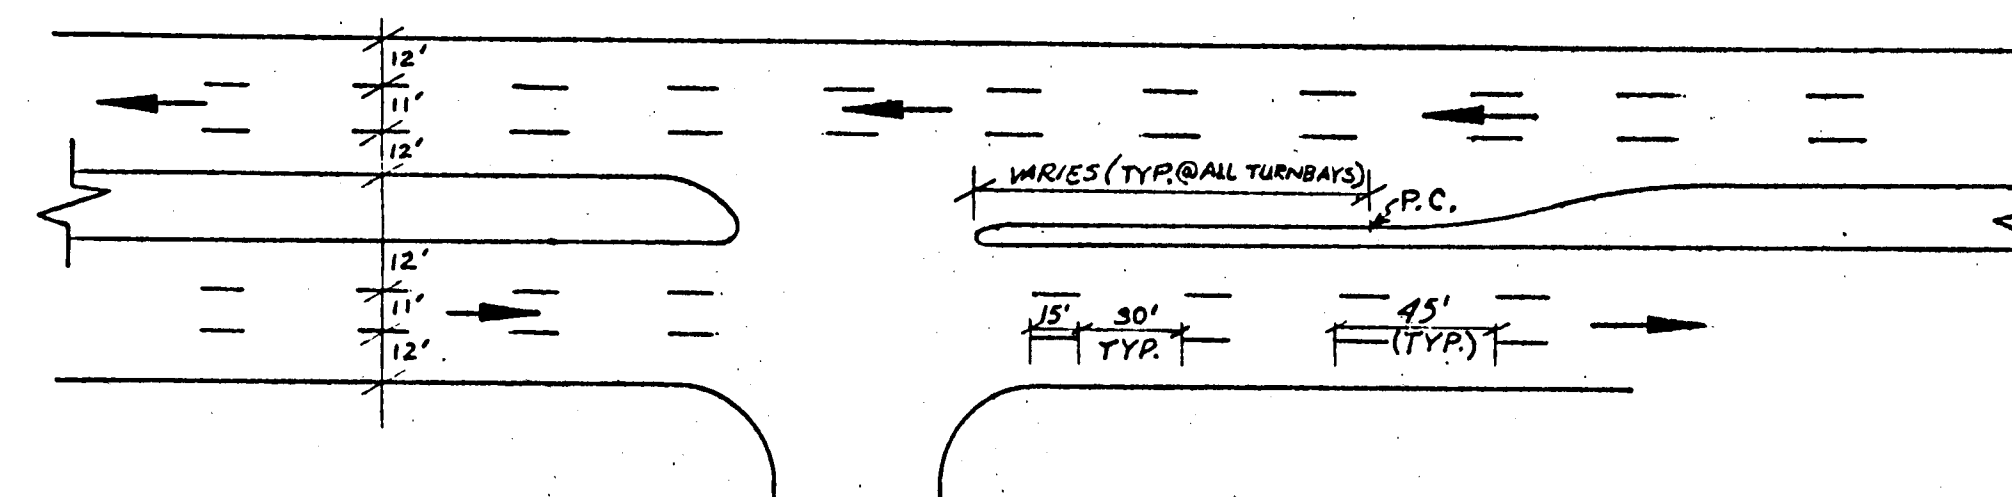 12'
11'
12'
VARIES (TYP.@ALL TURNBAYS)
P.C.
12'
11'
12'
15' 30'
TYP.
45'
(TYP.)